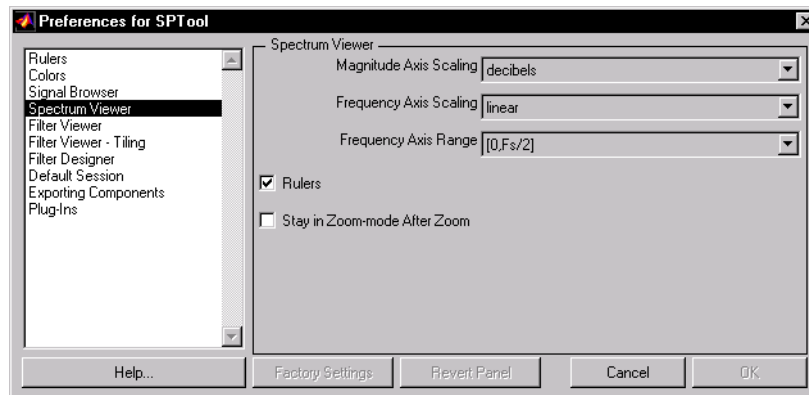 Preferences for SPTool
Rulers
Colors
Signal Browser
Spectrum Viewer
Filter Viewer
Filter Viewer - Tiling
Filter Designer
Default Session
Exporting Components
Plug-Ins
Spectrum Viewer
Magnitude Axis Scaling decibels
Frequency Axis Scaling linear
Frequency Axis Range [0,Fs/2]
Rulers
Stay in Zoom-mode After Zoom
Help... Factory Settings Revert Panel Cancel OK